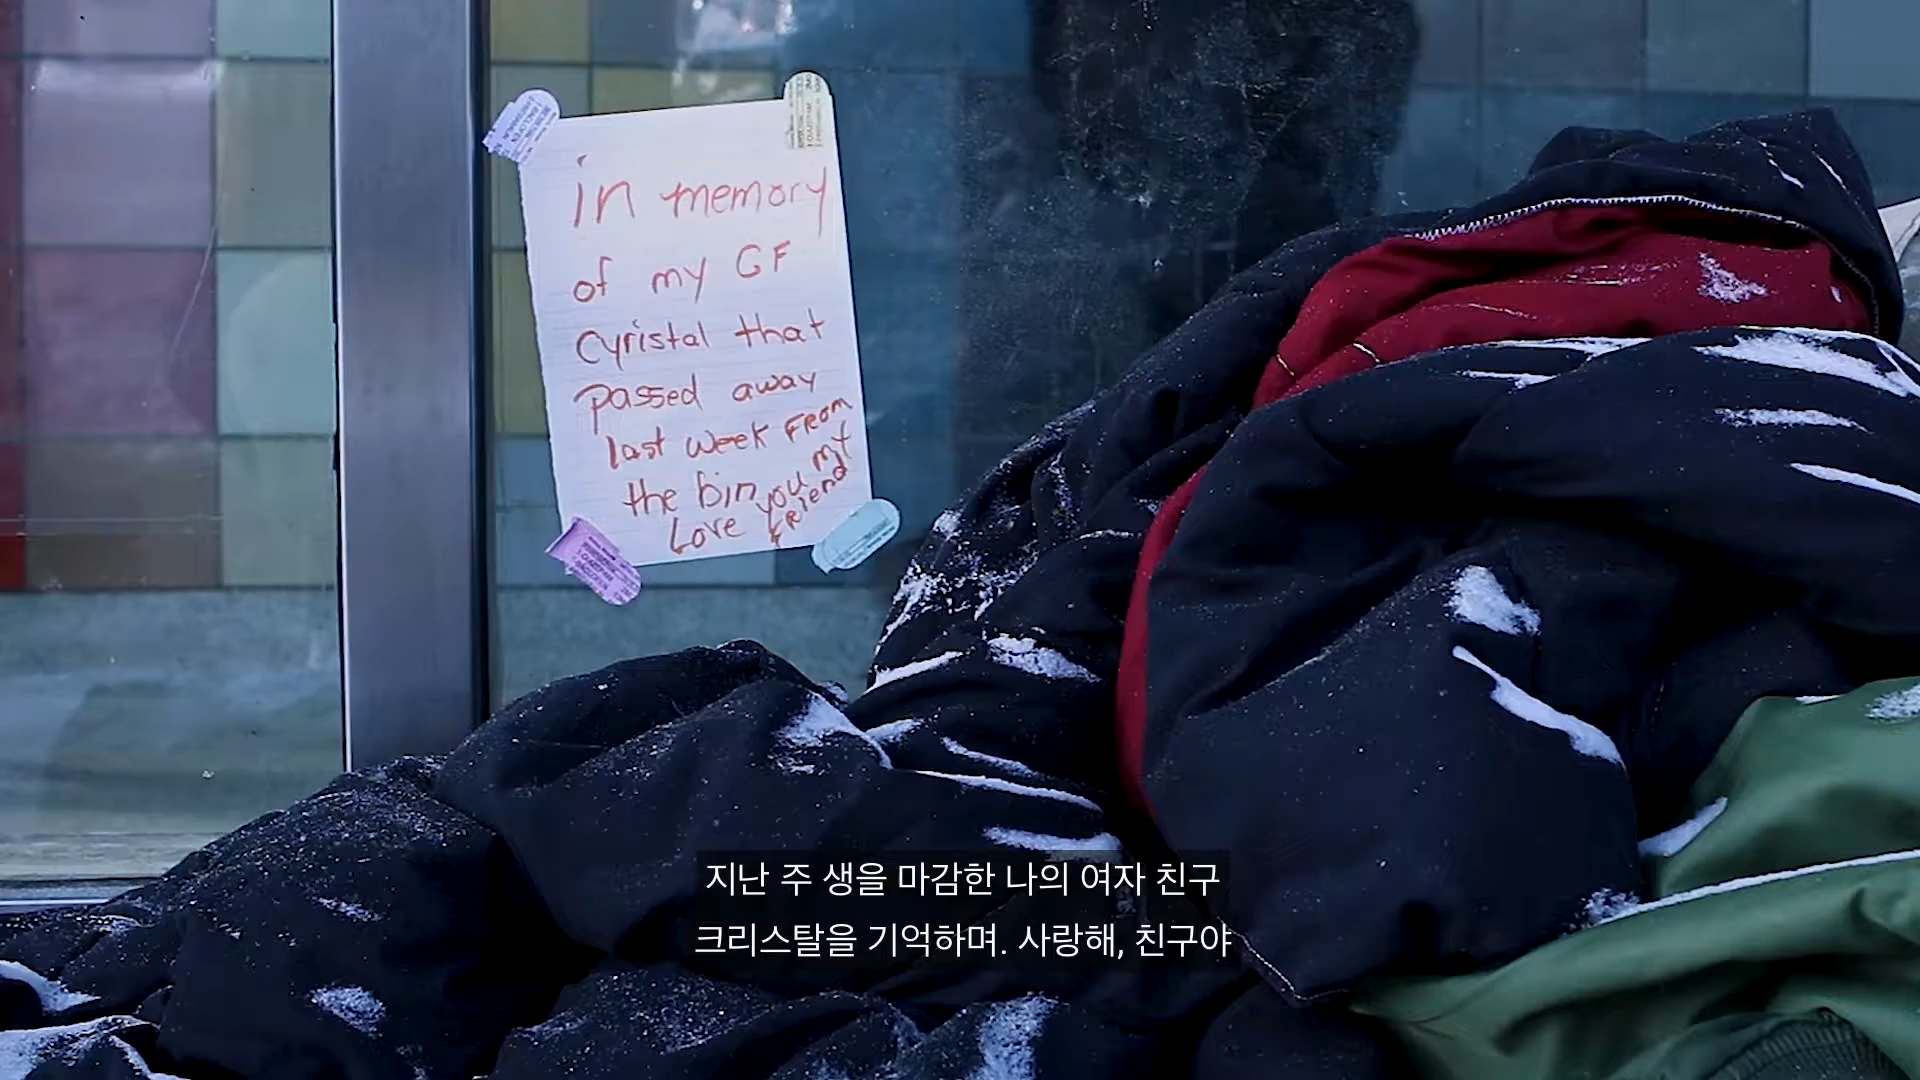 in memory
of my GF
Cyristal that
passed away
last week FROM
the bin
Love you MY FRIEND
지난 주 생을 마감한 나의 여자 친구
크리스탈을 기억하며. 사랑해, 친구야